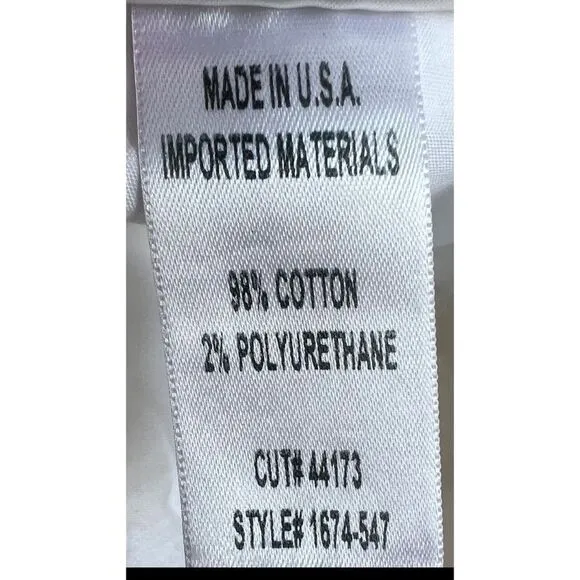 MADE IN U.S.A.
IMPORTED MATERIALS
98% COTTON
2% POLYURETHANE
CUT# 44173
STYLE# 1674-547